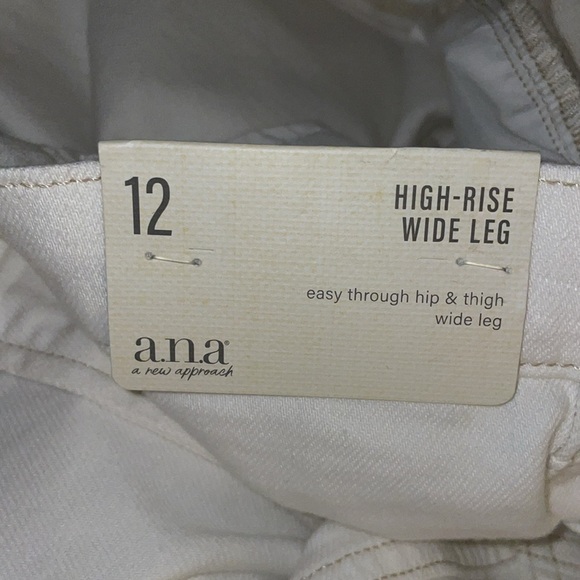 12
HIGH-RISE
WIDE LEG
easy through hip & thigh
wide leg
a.n.a®
a new approach